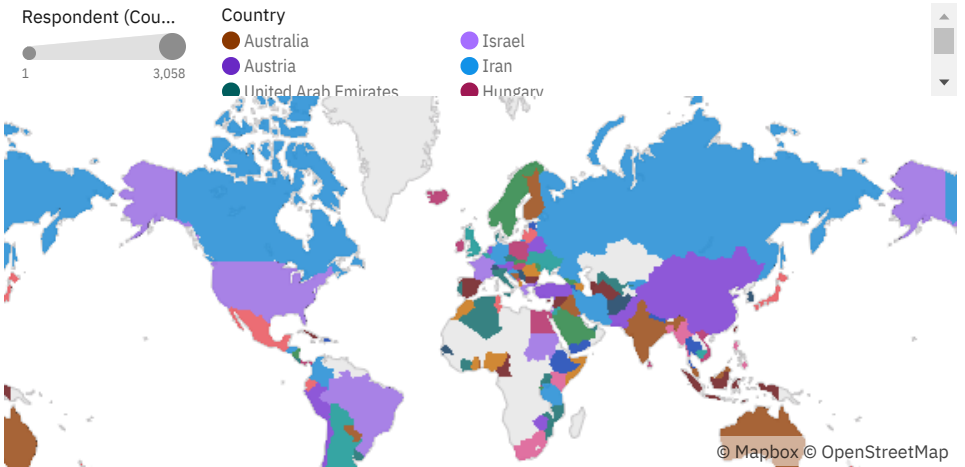 Respondent (Cou...
1
3,058
Country
Australia
Austria
United Arab Emirates
Israel
Iran
Hungary
© Mapbox © OpenStreetMap